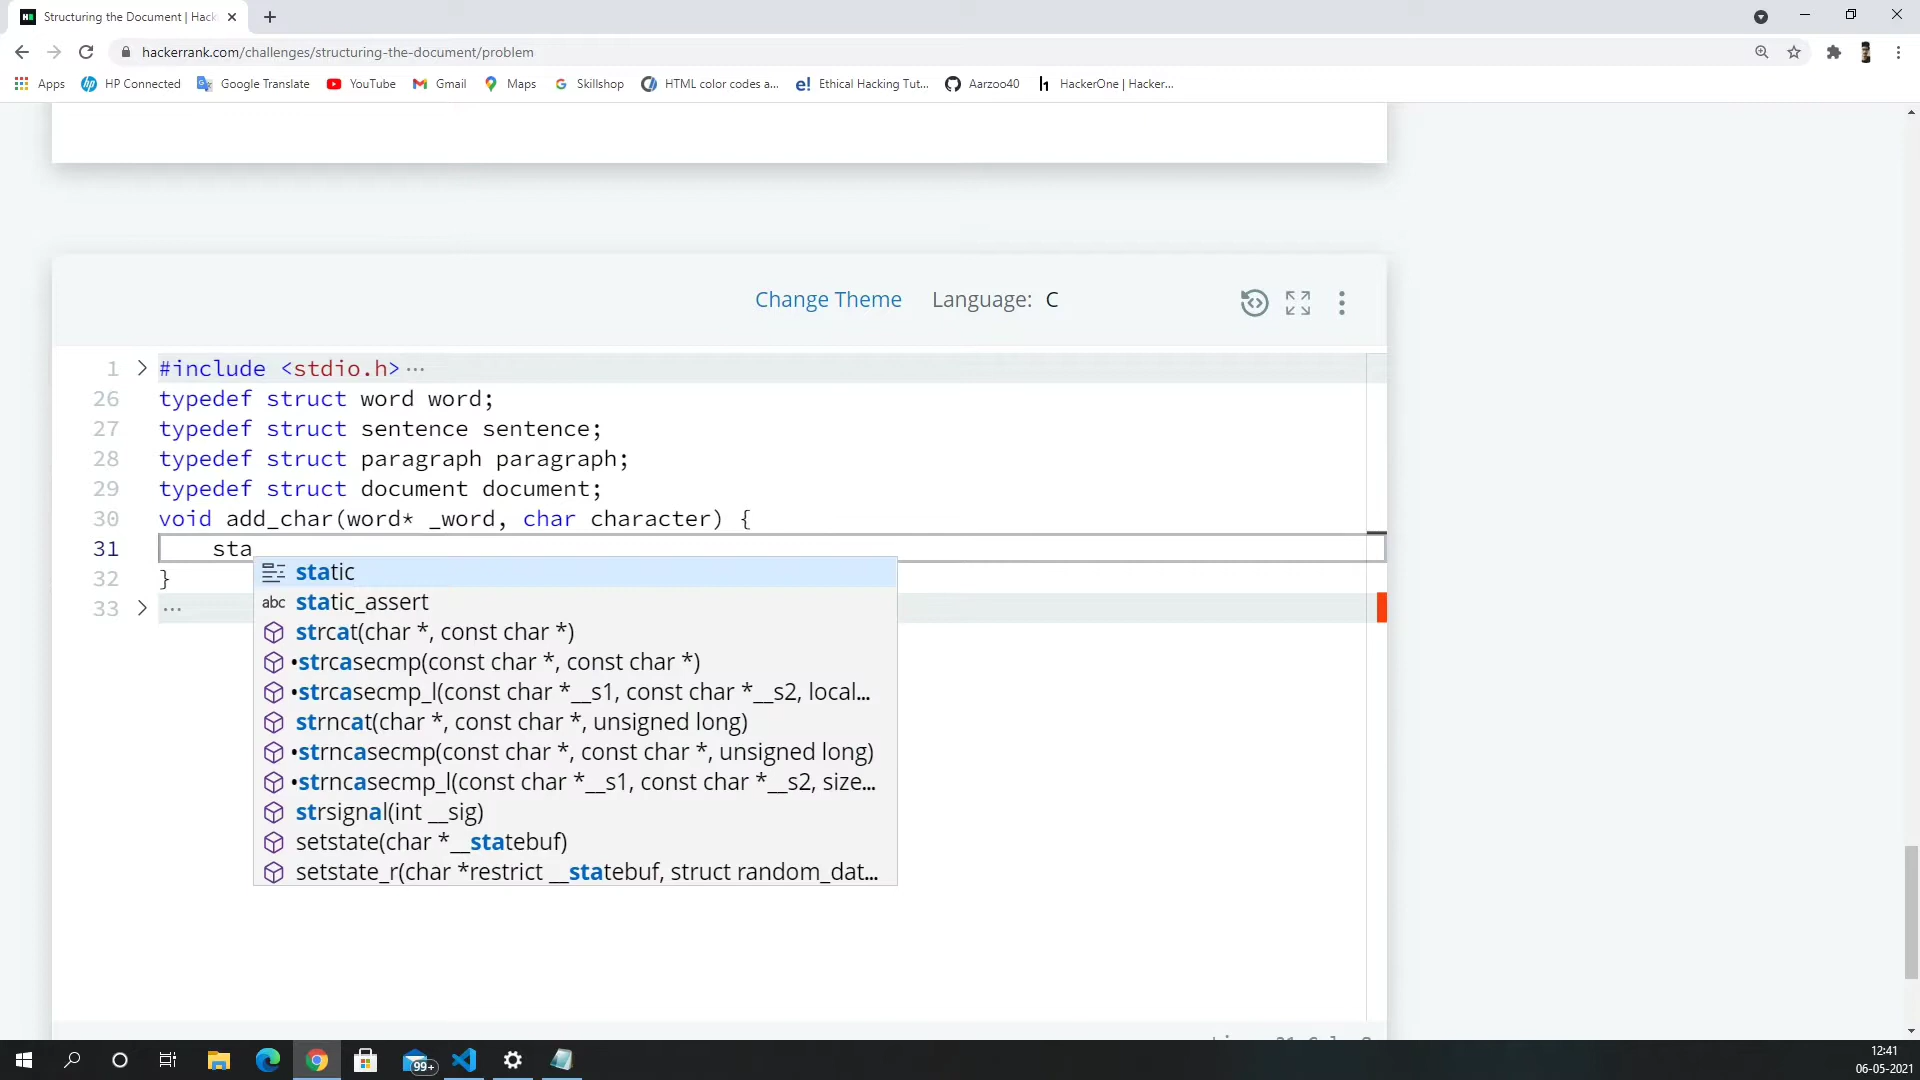 Structuring the Document | Hack
hackerrank.com/challenges/structuring-the-document/problem
Apps HP Connected Google Translate YouTube Gmail Maps Skillshop HTML color codes a... Ethical Hacking Tut... Aarzoo40 HackerOne | Hacker...
Change Theme Language: C
1 #include <stdio.h>···
26 typedef struct word word;
27 typedef struct sentence sentence;
28 typedef struct paragraph paragraph;
29 typedef struct document document;
30 void add_char(word* _word, char character) {
31 sta
static
32 }
abc static_assert
33 ···
strcat(char *, const char *)
•strcasecmp(const char *, const char *)
•strcasecmp_l(const char *__s1, const char *__s2, local...
strncat(char *, const char *, unsigned long)
•strncasecmp(const char *, const char *, unsigned long)
•strncasecmp_l(const char *__s1, const char *__s2, size...
strsignal(int __sig)
setstate(char *__statebuf)
setstate_r(char *restrict __statebuf, struct random_dat...
99+
12:41
06-05-2021